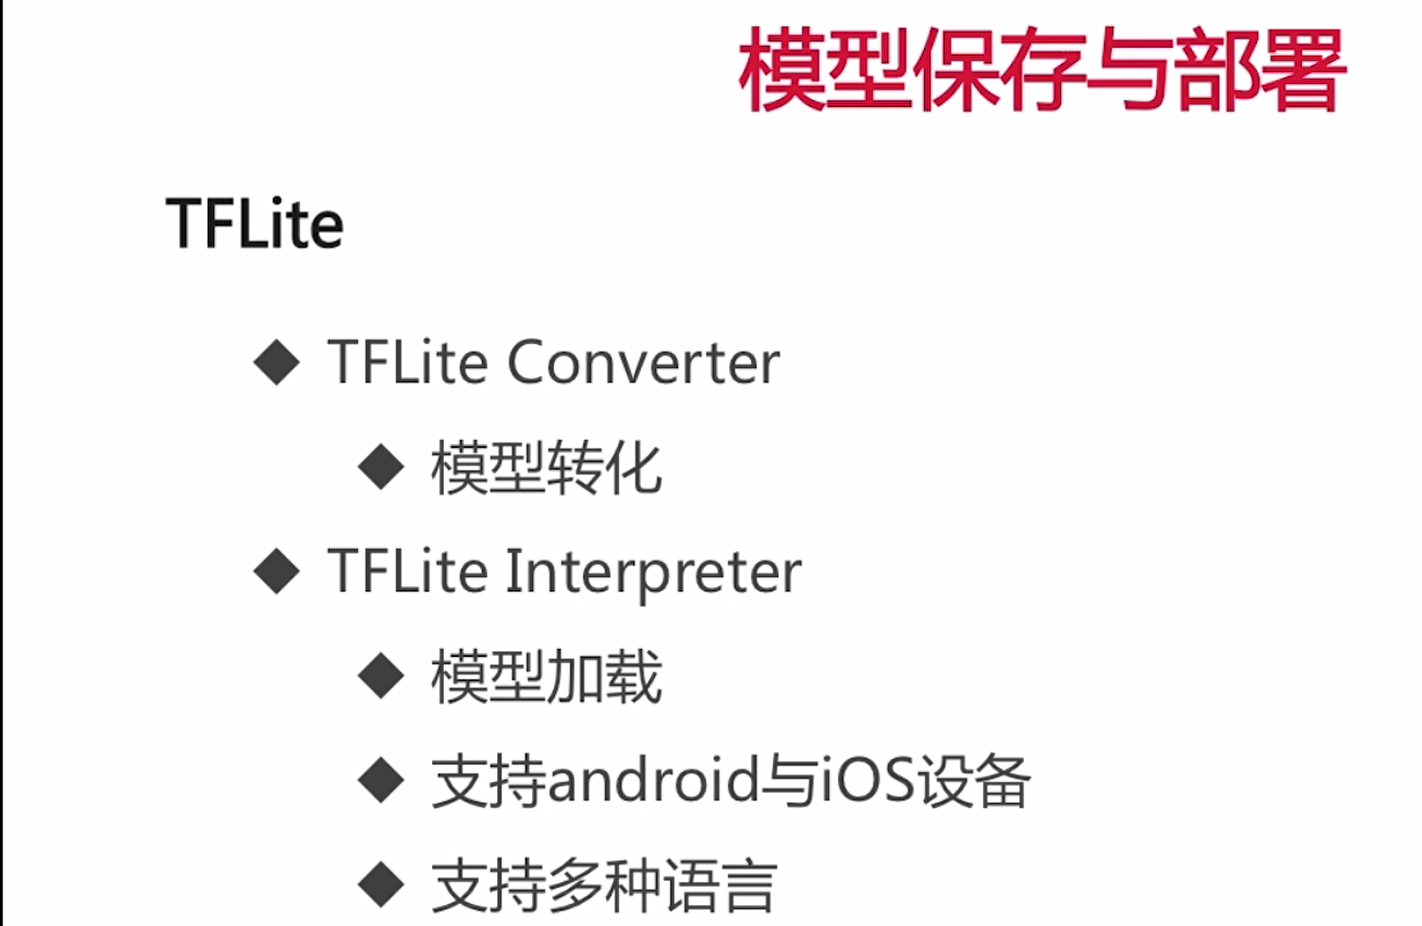 模型保存与部署
TFLite
◆ TFLite Converter
◆ 模型转化
◆ TFLite Interpreter
◆ 模型加载
◆ 支持android与iOS设备
◆ 支持多种语言